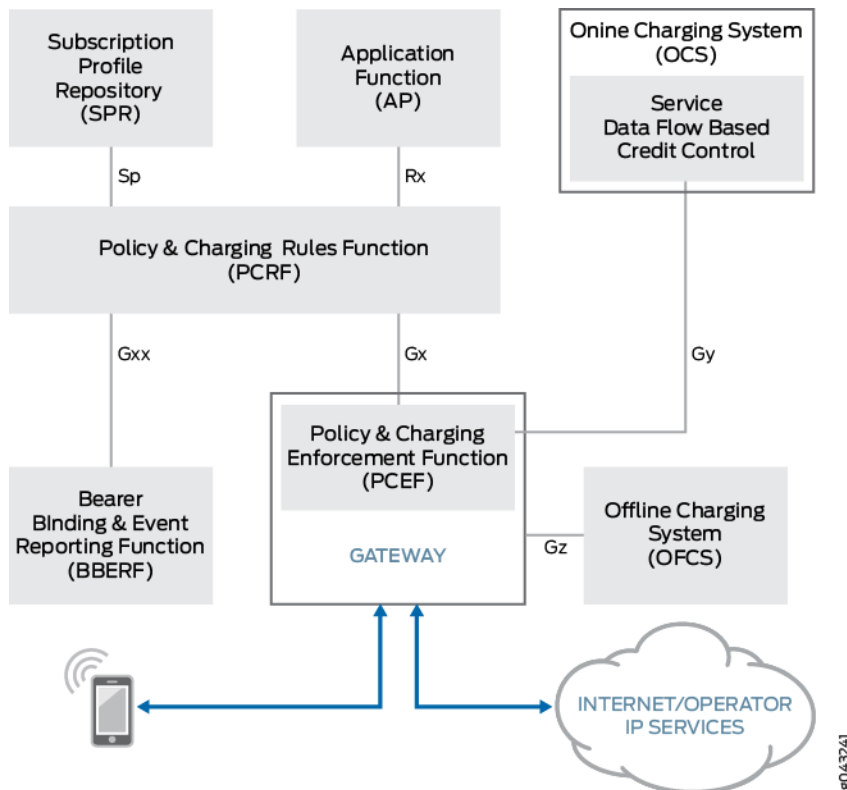 Subscription
Profile
Repository
(SPR)
Application
Function
(AP)
Onine Charging System
(OCS)
Service
Data Flow Based
Credit Control
Sp
Rx
Policy & Charging Rules Function
(PCRF)
Gxx
Gx
Gy
Policy & Charging
Enforcement Function
(PCEF)
GATEWAY
Bearer
BInding & Event
Reporting Function
(BBERF)
Gz
Offline Charging
System
(OFCS)
INTERNET/OPERATOR
IP SERVICES
g043241